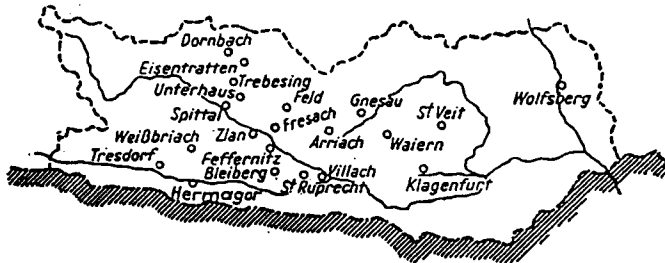 Dornbach
Eisentratten
Trebesing
Unterhaus
Feld
Gnesau
St Veit
Wolfsberg
Spittal
Fresach
Zlan
Arriach
Waiern
Weißbriach
Tresdorf
Feffernitz
Bleiberg
Villach
St Ruprecht
Klagenfurt
Hermagor